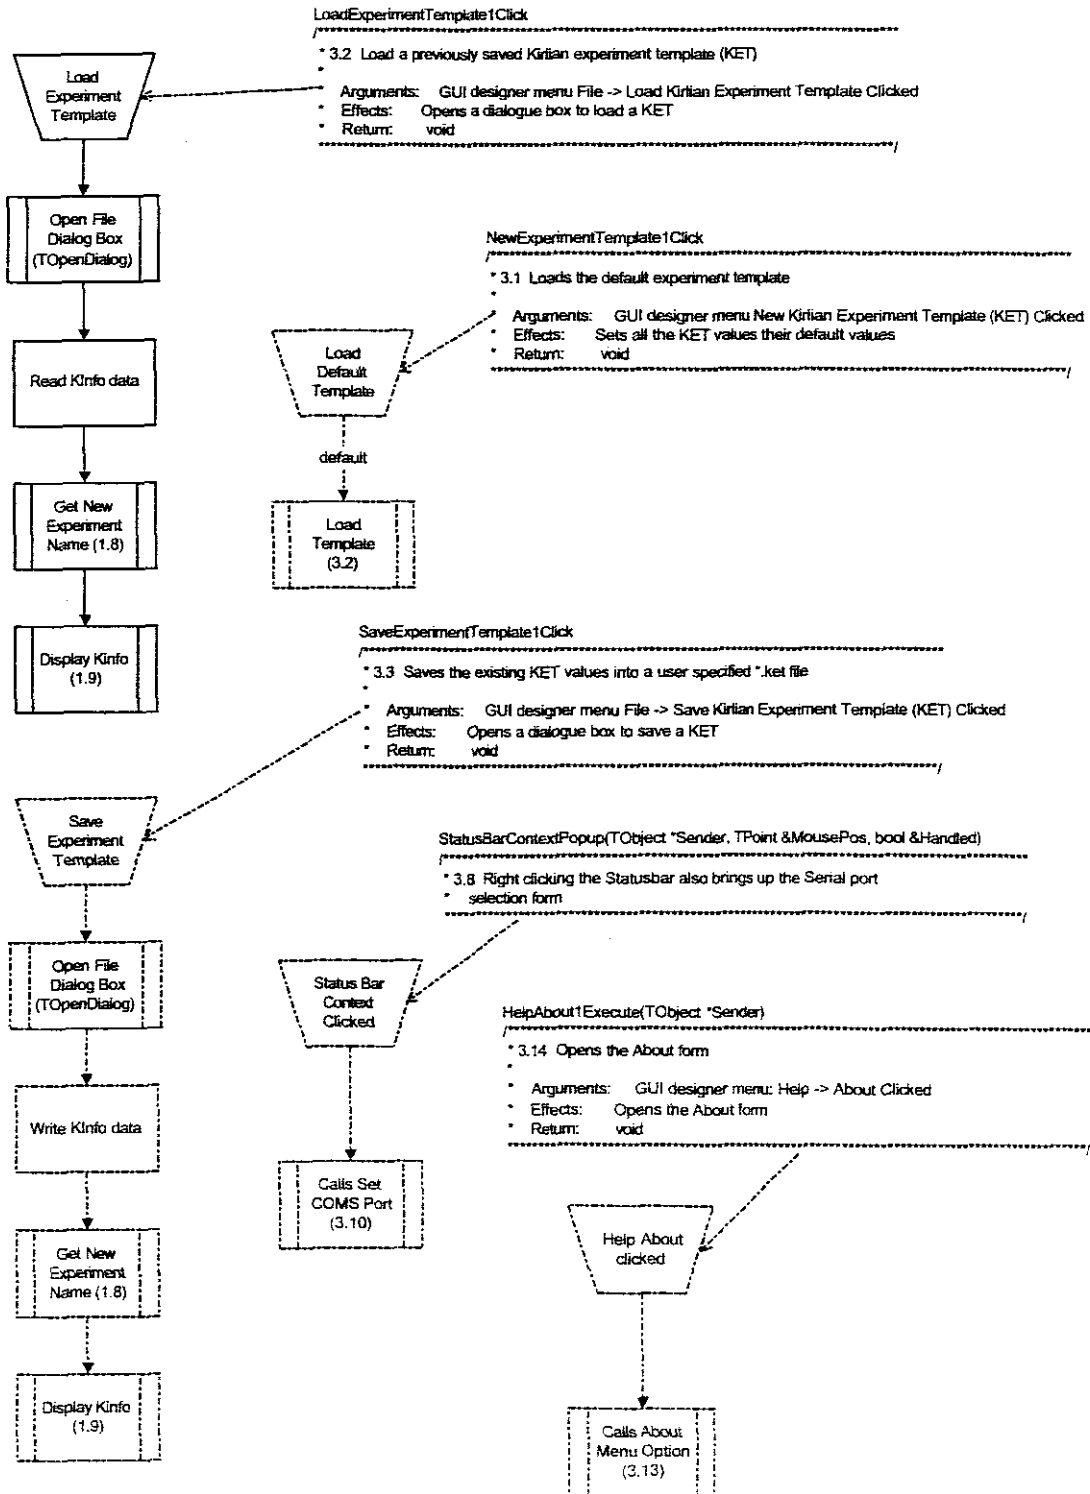 LoadExperimentTemplate1Click
/******************************************************************************
* 3.2 Load a previously saved Kirlian experiment template (KET)
*
* Arguments: GUI designer menu File -> Load Kirlian Experiment Template Clicked
* Effects: Opens a dialogue box to load a KET
* Return: void
******************************************************************************/
Load
Experiment
Template
Open File
Dialog Box
(TOpenDialog)
Read KInfo data
Get New
Experiment
Name (1.8)
Display Kinfo
(1.9)
NewExperimentTemplate1Click
/******************************************************************************
* 3.1 Loads the default experiment template
*
* Arguments: GUI designer menu New Kirlian Experiment Template (KET) Clicked
* Effects: Sets all the KET values their default values
* Return: void
******************************************************************************/
Load
Default
Template
default
Load
Template
(3.2)
SaveExperimentTemplate1Click
/******************************************************************************
* 3.3 Saves the existing KET values into a user specified *.ket file
*
* Arguments: GUI designer menu File -> Save Kirlian Experiment Template (KET) Clicked
* Effects: Opens a dialogue box to save a KET
* Return: void
******************************************************************************/
Save
Experiment
Template
Open File
Dialog Box
(TOpenDialog)
Write KInfo data
Get New
Experiment
Name (1.8)
Display Kinfo
(1.9)
StatusBarContextPopup(TObject *Sender, TPoint &MousePos, bool &Handled)
/******************************************************************************
* 3.8 Right clicking the Statusbar also brings up the Serial port
* selection form
******************************************************************************/
Status Bar
Context
Clicked
Calls Set
COMS Port
(3.10)
HelpAbout1Execute(TObject *Sender)
/******************************************************************************
* 3.14 Opens the About form
*
* Arguments: GUI designer menu: Help -> About Clicked
* Effects: Opens the About form
* Return: void
******************************************************************************/
Help About
clicked
Calls About
Menu Option
(3.13)